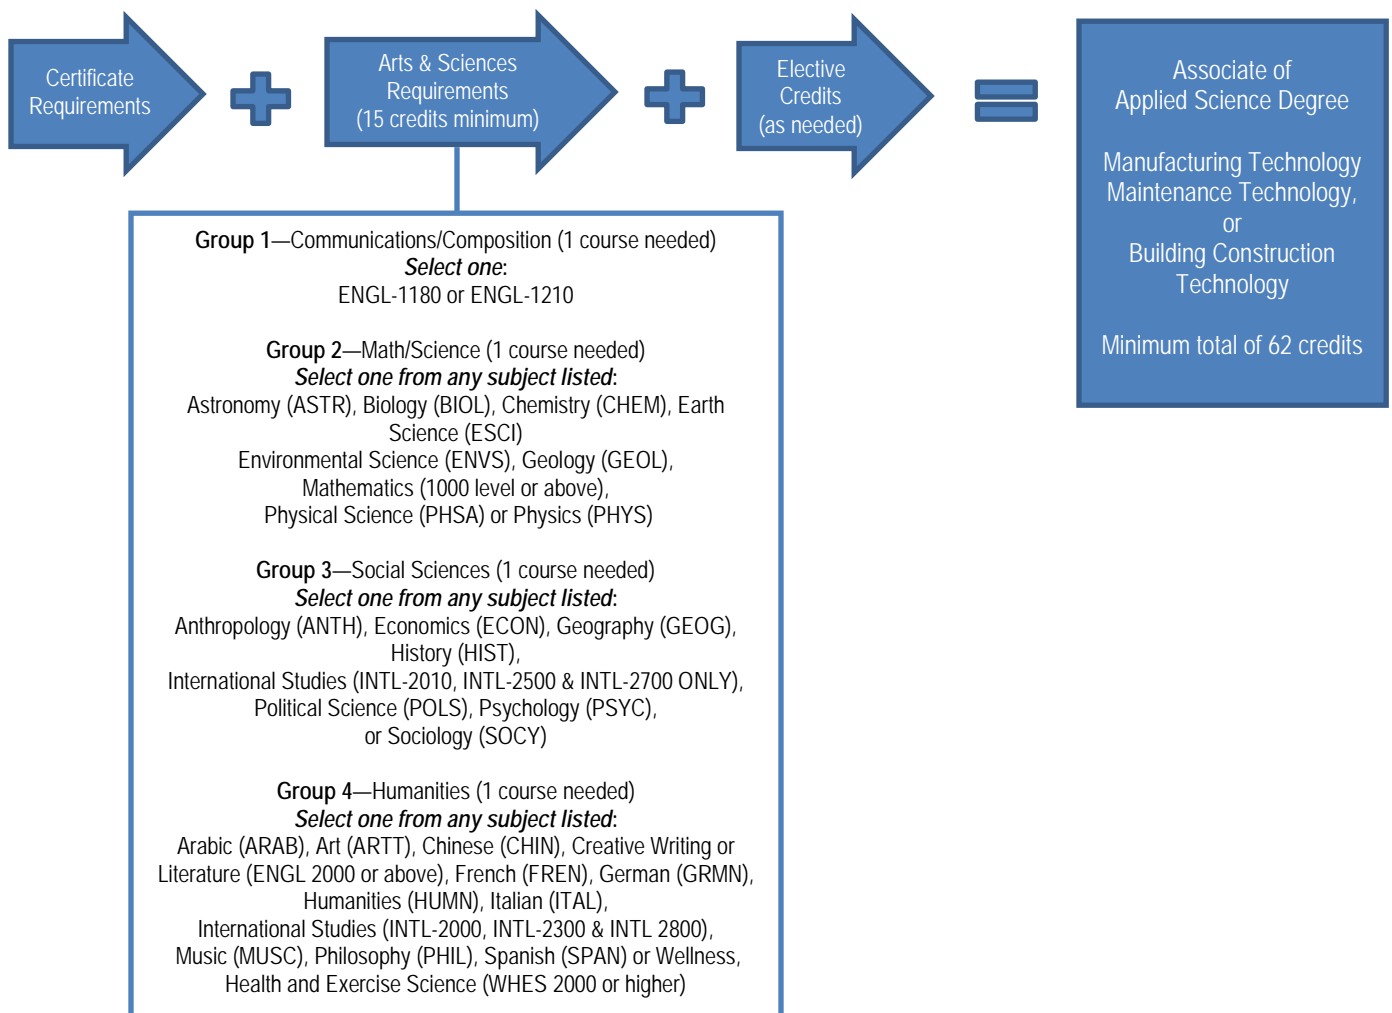 Certificate
Requirements
Arts & Sciences
Requirements
(15 credits minimum)
Elective
Credits
(as needed)
Associate of
Applied Science Degree
Manufacturing Technology
Maintenance Technology,
or
Building Construction
Technology
Minimum total of 62 credits
Group 1—Communications/Composition (1 course needed)
Select one:
ENGL-1180 or ENGL-1210
Group 2—Math/Science (1 course needed)
Select one from any subject listed:
Astronomy (ASTR), Biology (BIOL), Chemistry (CHEM), Earth
Science (ESCI)
Environmental Science (ENVS), Geology (GEOL),
Mathematics (1000 level or above),
Physical Science (PHSA) or Physics (PHYS)
Group 3—Social Sciences (1 course needed)
Select one from any subject listed:
Anthropology (ANTH), Economics (ECON), Geography (GEOG),
History (HIST),
International Studies (INTL-2010, INTL-2500 & INTL-2700 ONLY),
Political Science (POLS), Psychology (PSYC),
or Sociology (SOCY)
Group 4—Humanities (1 course needed)
Select one from any subject listed:
Arabic (ARAB), Art (ARTT), Chinese (CHIN), Creative Writing or
Literature (ENGL 2000 or above), French (FREN), German (GRMN),
Humanities (HUMN), Italian (ITAL),
International Studies (INTL-2000, INTL-2300 & INTL 2800),
Music (MUSC), Philosophy (PHIL), Spanish (SPAN) or Wellness,
Health and Exercise Science (WHES 2000 or higher)